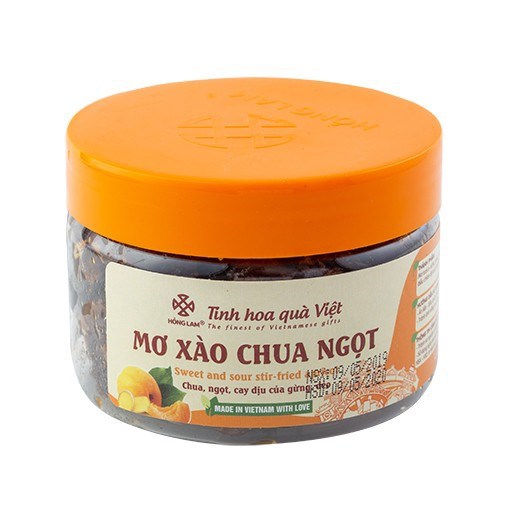 HONGLAM
HỒNG LAM®
Tinh hoa quà Việt
The finest of Vietnamese gifts
MƠ XÀO CHUA NGỌT
Sweet and sour stir-fried
NSX:09/05/2019
Chua, ngọt, cay dịu của gừng
HSD:09/05/2020
MADE IN VIETNAM WITH LOVE